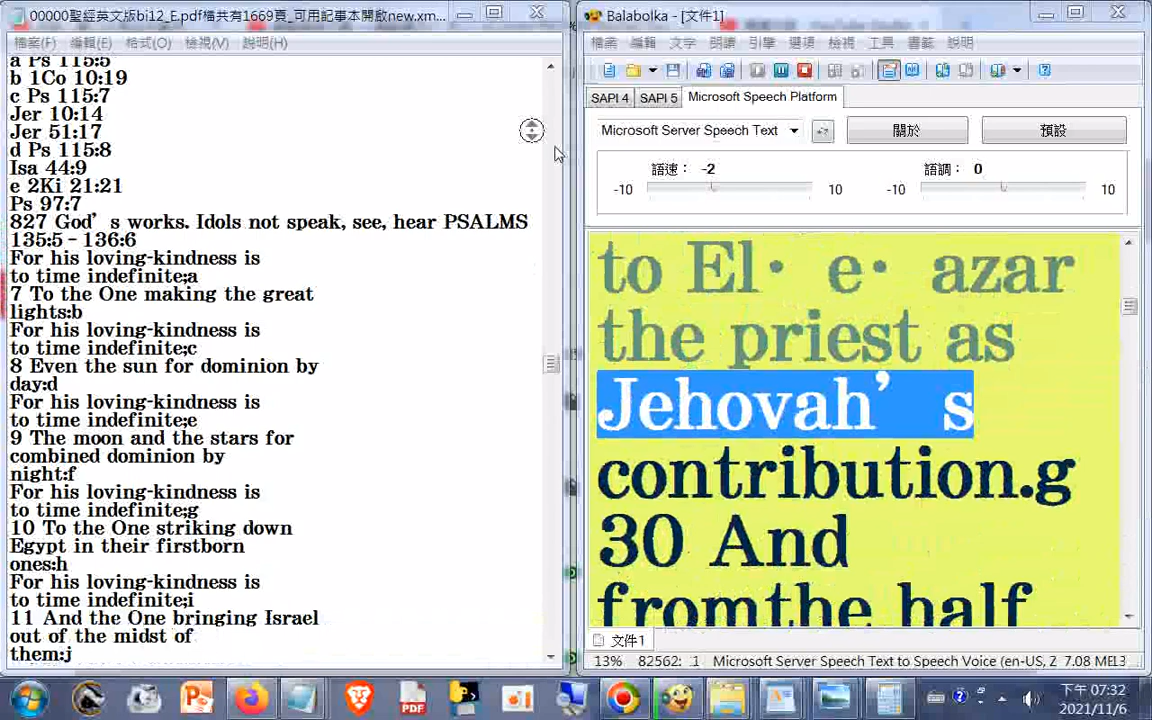 00000聖經英文版bi12_E.pdf檔共有1669頁_可用記事本開啟new.xm...
檔案(F) 編輯(E) 格式(O) 檢視(V) 說明(H)
a Ps 115:5
b 1Co 10:19
c Ps 115:7
Jer 10:14
Jer 51:17
d Ps 115:8
Isa 44:9
e 2Ki 21:21
Ps 97:7
827 God’s works. Idols not speak, see, hear PSALMS
135:5–136:6
For his loving-kindness is
to time indefinite;a
7 To the One making the great
lights:b
For his loving-kindness is
to time indefinite;c
8 Even the sun for dominion by
day:d
For his loving-kindness is
to time indefinite;e
9 The moon and the stars for
combined dominion by
night:f
For his loving-kindness is
to time indefinite;g
10 To the One striking down
Egypt in their firstborn
ones:h
For his loving-kindness is
to time indefinite;i
11 And the One bringing Israel
out of the midst of
them:j
Balabolka - [文件1]
檔案 編輯 文字 朗讀 引擎 選項 檢視 工具 書籤 說明
SAPI 4 SAPI 5 Microsoft Speech Platform
Microsoft Server Speech Text 關於 預設
語速： -2 語調： 0
-10 10 -10 10
to El· e· azar
the priest as
Jehovah’s
contribution.g
30 And
fromthe half
文件1
13% 82562: Microsoft Server Speech Text to Speech Voice (en-US, Z 7.08 ME
PDF
下午 07:32
2021/11/6